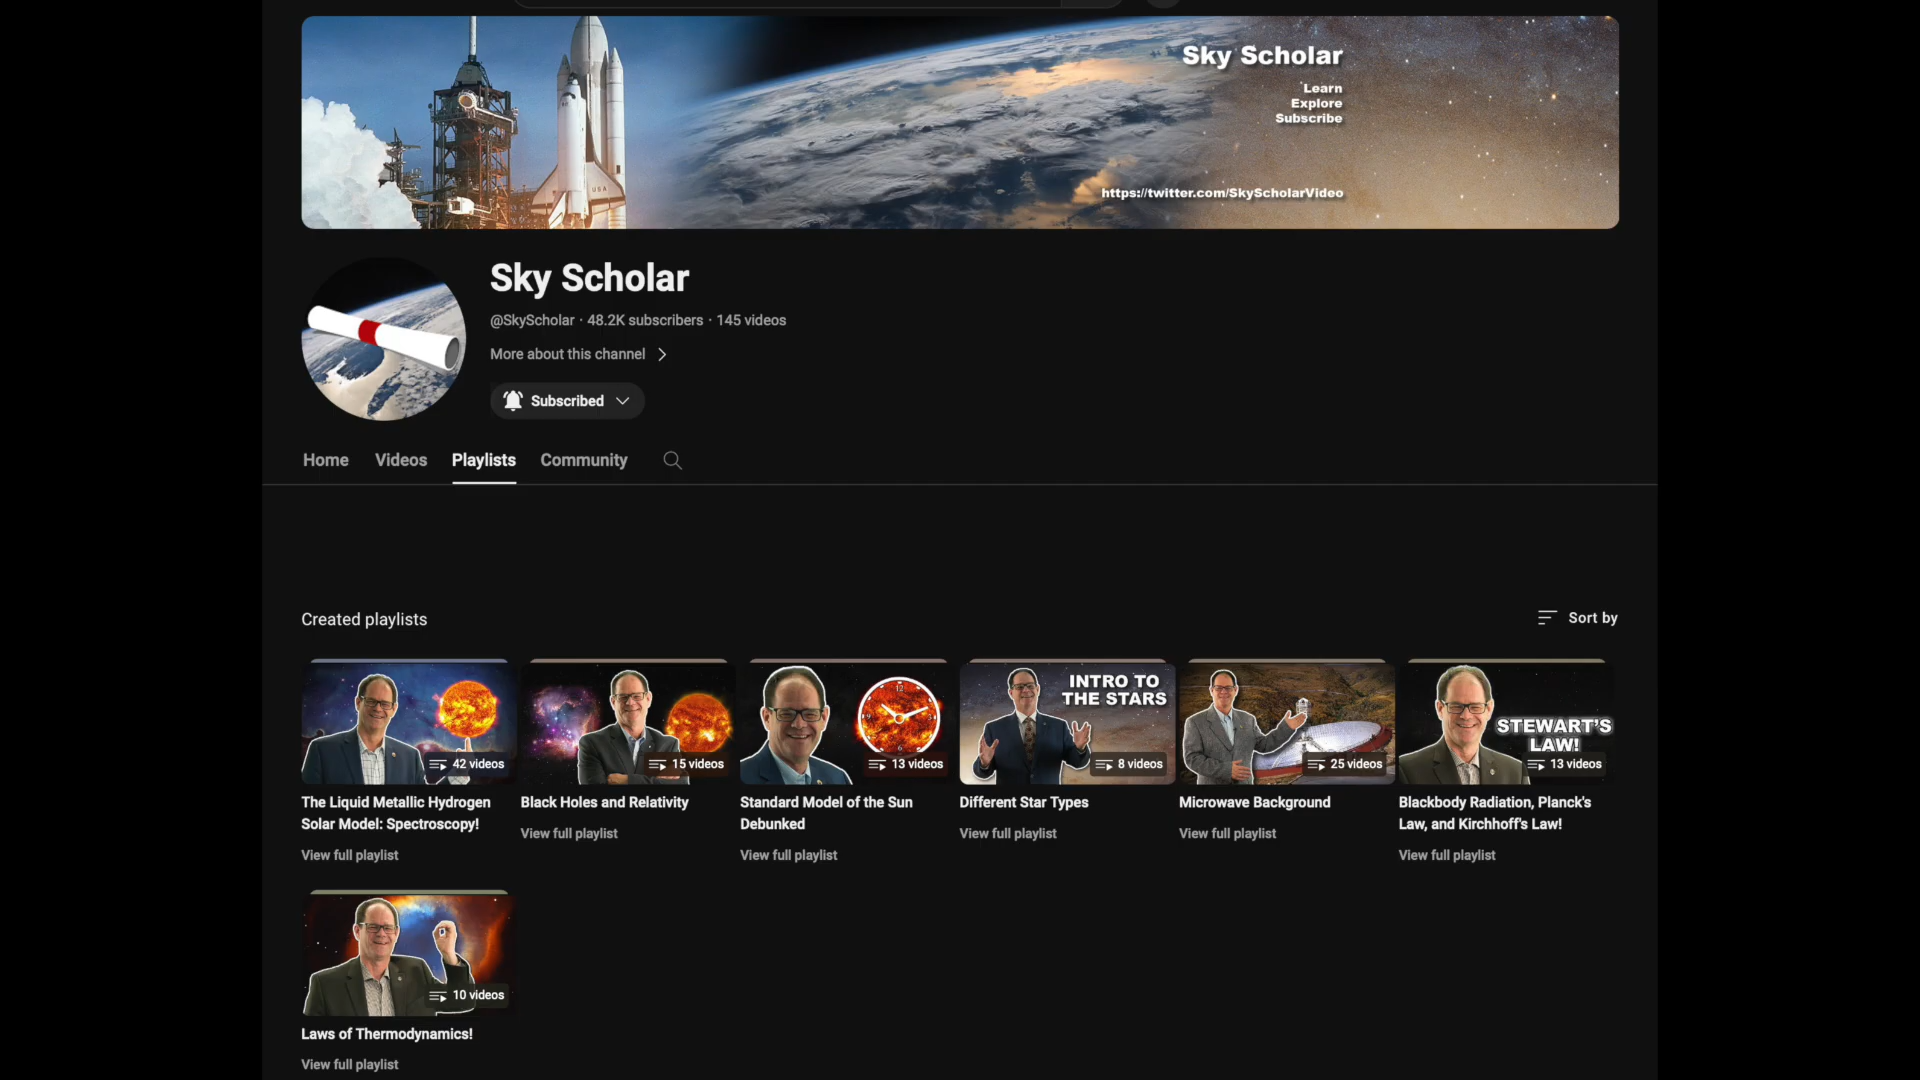 Sky Scholar
Learn
Explore
Subscribe
https://twitter.com/SkyScholarVideo
USA
Sky Scholar
@SkyScholar · 48.2K subscribers · 145 videos
More about this channel
Subscribed
Home Videos Playlists Community
Created playlists
Sort by
42 videos
The Liquid Metallic Hydrogen
Solar Model: Spectroscopy!
View full playlist
15 videos
Black Holes and Relativity
View full playlist
12
13 videos
Standard Model of the Sun
Debunked
View full playlist
INTRO TO
THE STARS
8 videos
Different Star Types
View full playlist
25 videos
Microwave Background
View full playlist
STEWART'S
LAW!
13 videos
Blackbody Radiation, Planck's
Law, and Kirchhoff's Law!
View full playlist
10 videos
Laws of Thermodynamics!
View full playlist